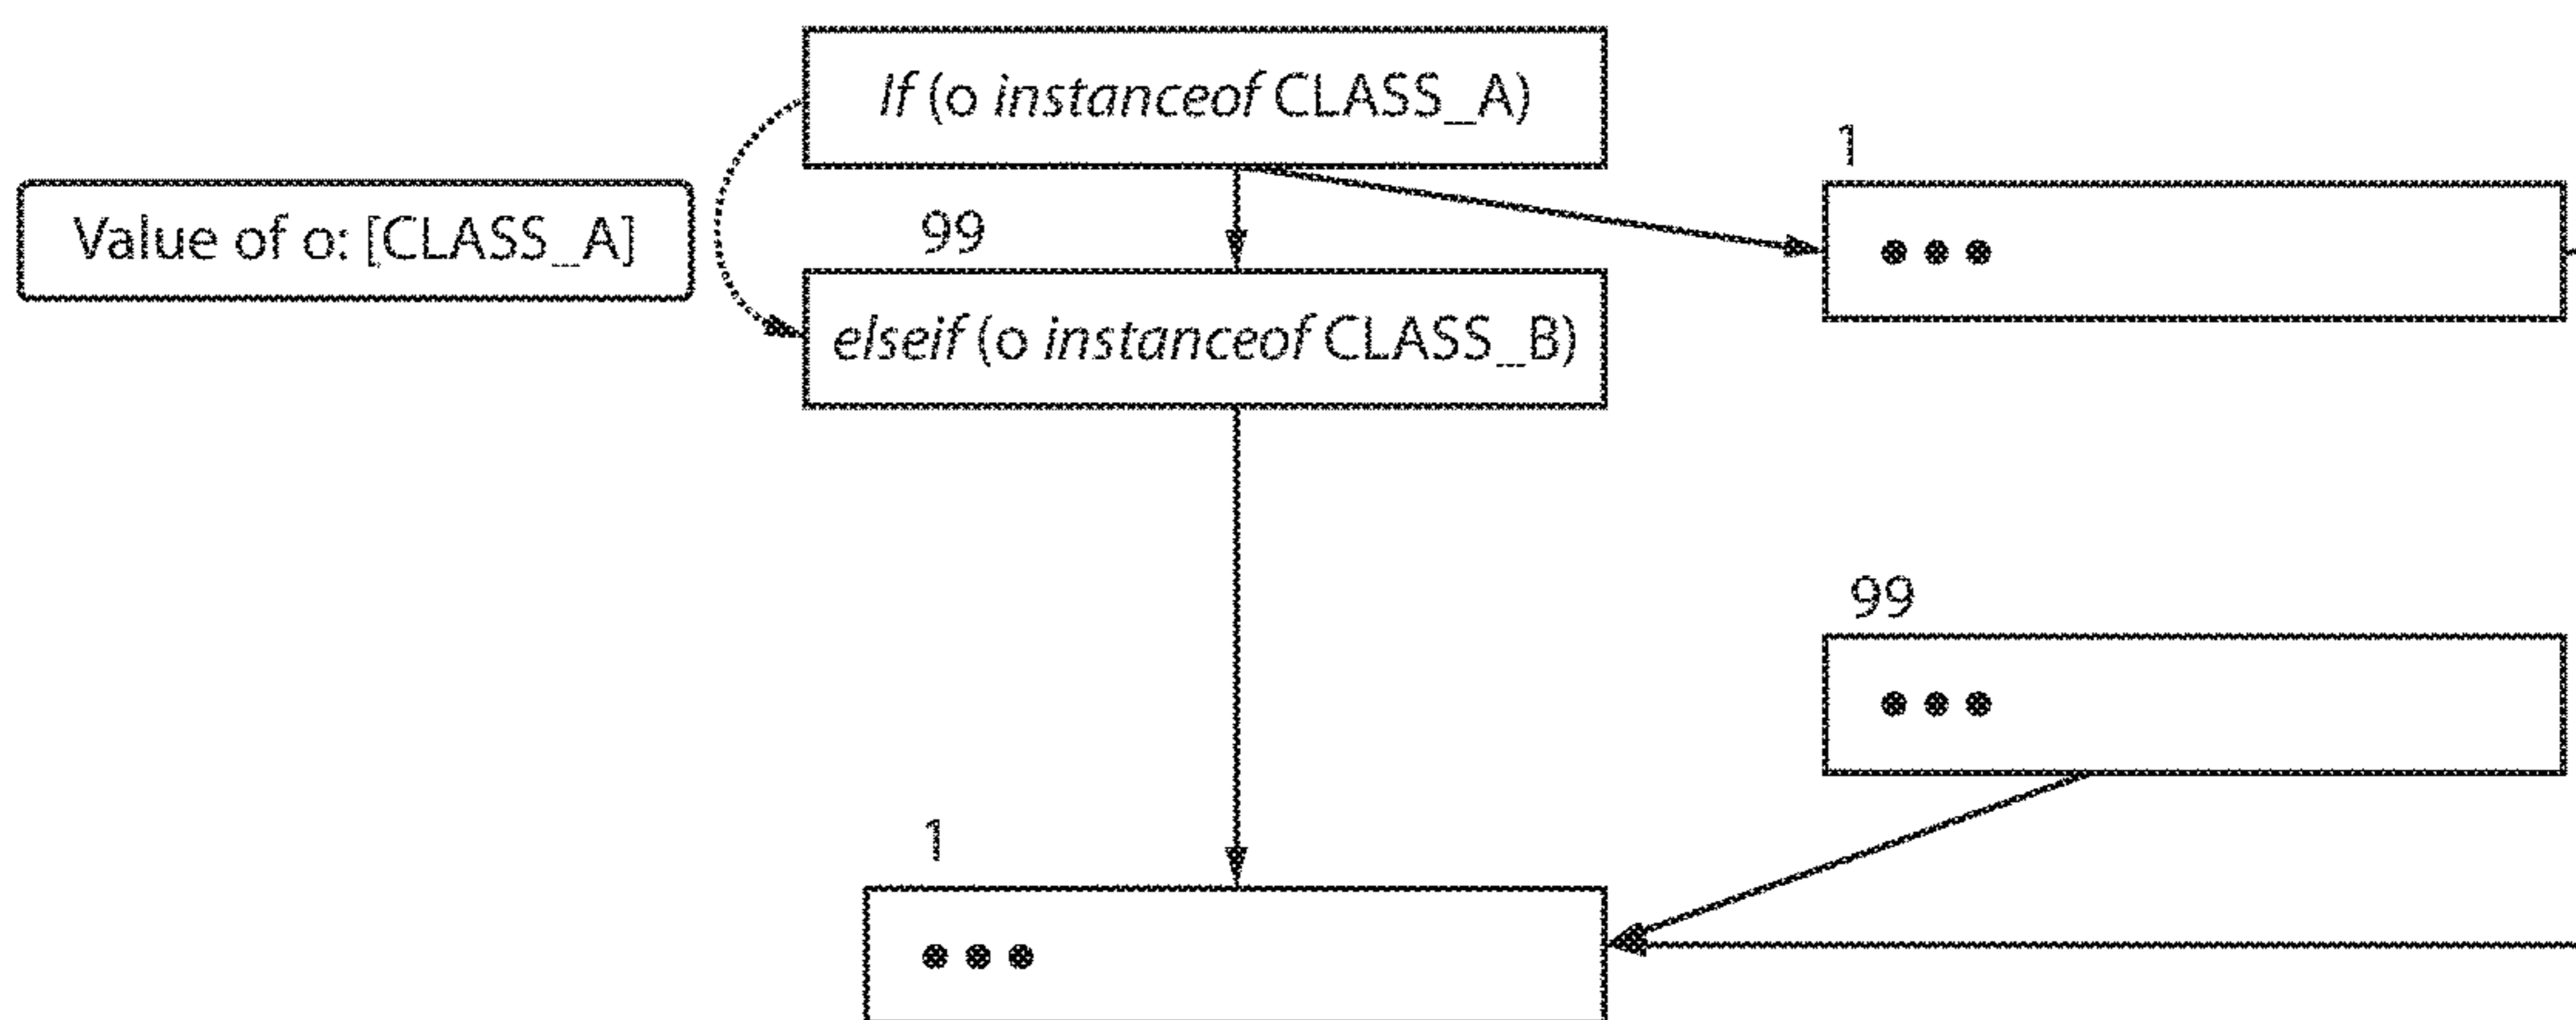 If (o instanceof CLASS_A)
1
Value of o: [CLASS_A]
99
•••
elseif (o instanceof CLASS_B)
99
•••
1
•••